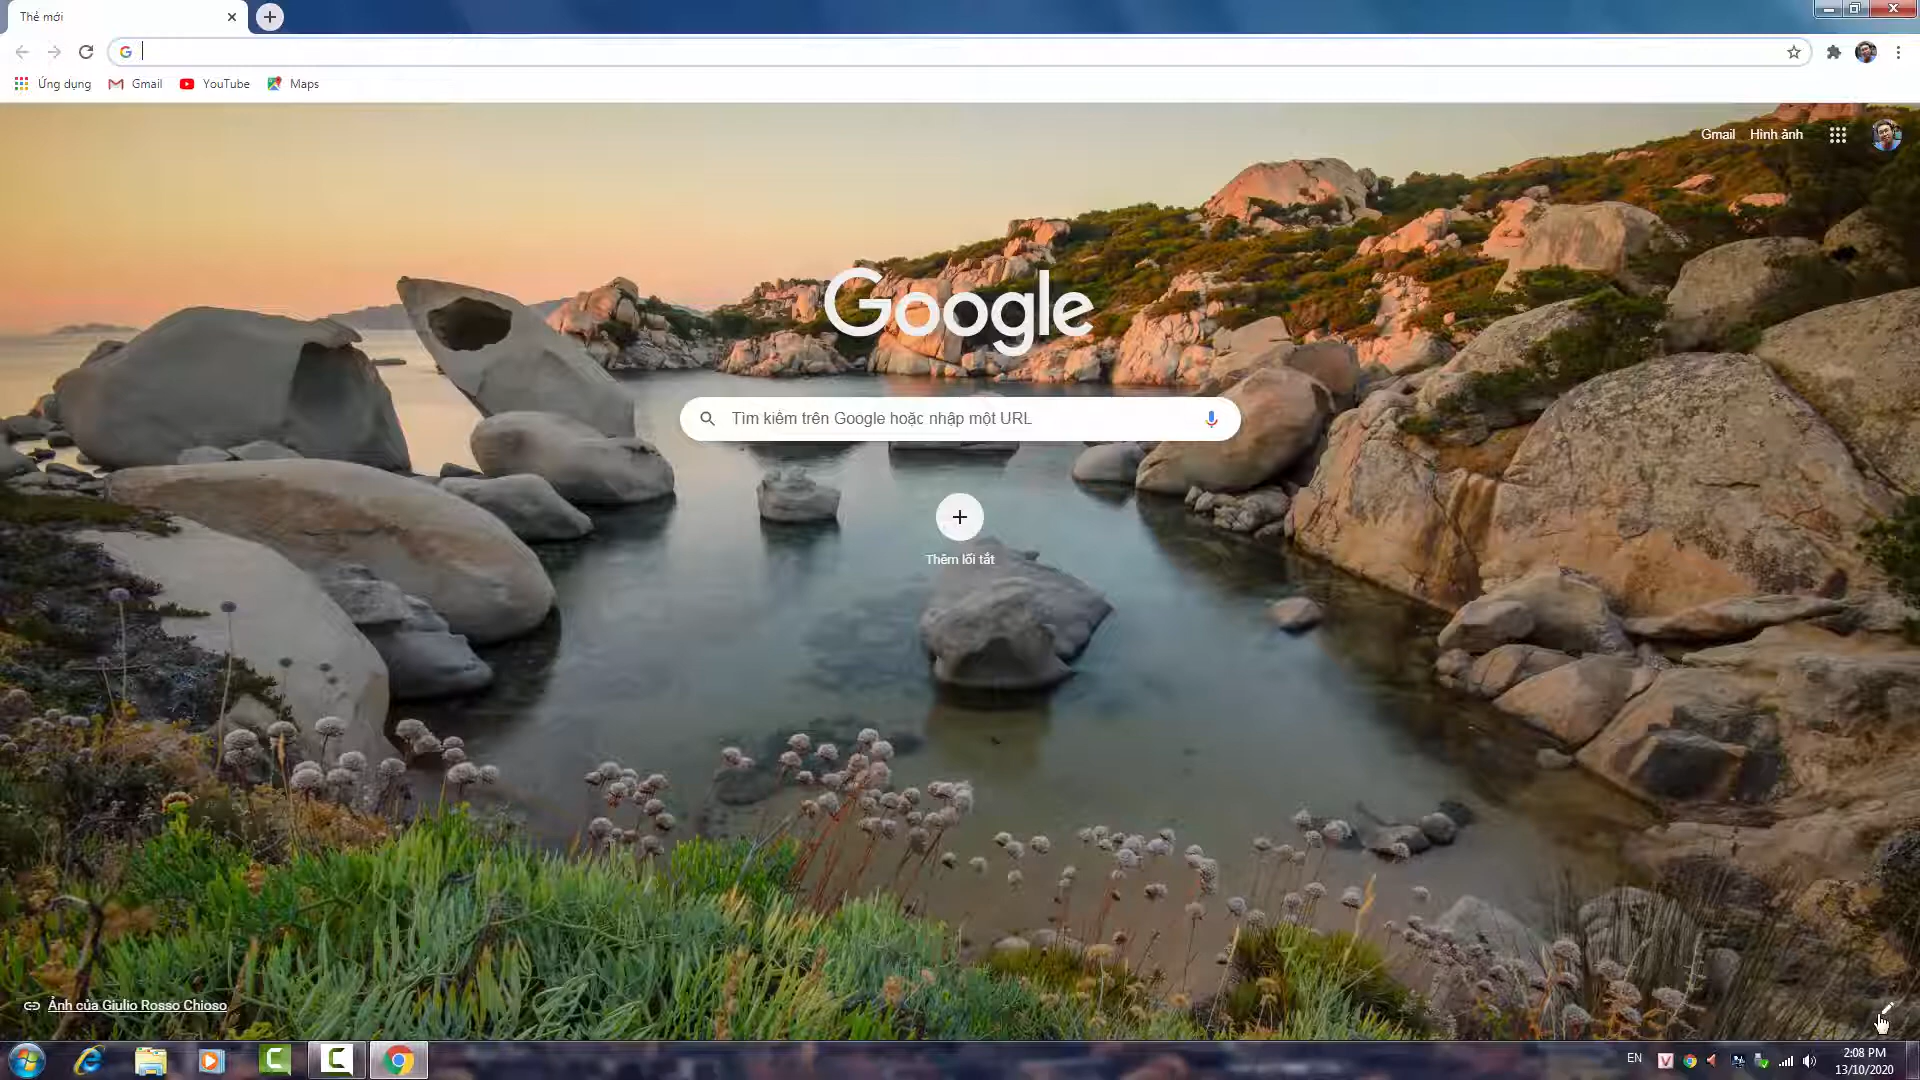 Thẻ mới
Ứng dụng
Gmail
YouTube
Maps
Gmail
Hình ảnh
Google
Tìm kiếm trên Google hoặc nhập một URL
Thêm lối tắt
Ảnh của Giulio Rosso Chioso
EN
2:08 PM
13/10/2020